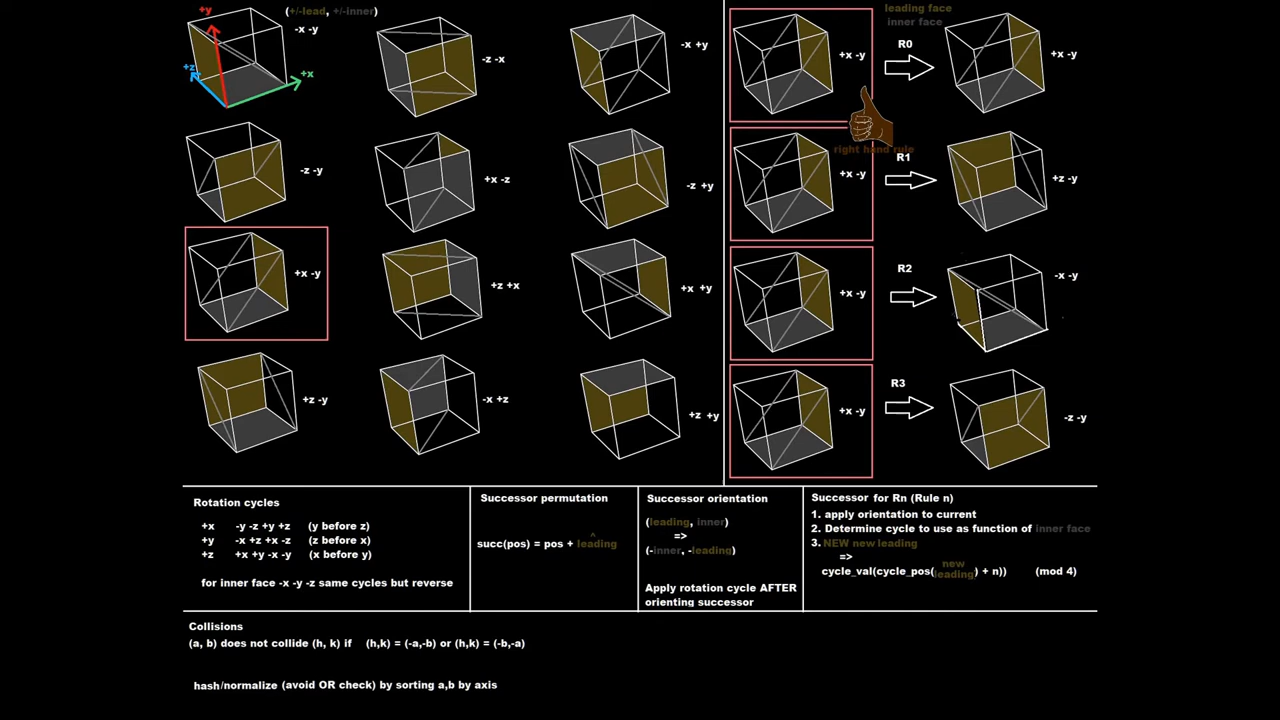 +y
(+/-lead, +/-inner)
-x -y
+z
+x
-z -x
-x +y
-z -y
+x -z
-z +y
+x -y
+z +x
+x +y
+z -y
-x +z
+z +y
leading face
inner face
+x -y
R0
+x -y
right hand rule
+x -y
R1
+z -y
+x -y
R2
-x -y
+x -y
R3
-z -y
Rotation cycles
+x -y -z +y +z (y before z)
+y -x +z +x -z (z before x)
+z +x +y -x -y (x before y)
for inner face -x -y -z same cycles but reverse
Successor permutation
^
succ(pos) = pos + leading
Successor orientation
(leading, inner)
=>
(-inner, -leading)
Apply rotation cycle AFTER
orienting successor
Successor for Rn (Rule n)
1. apply orientation to current
2. Determine cycle to use as function of inner face
3. NEW new leading
=>
cycle_val(cycle_pos(new leading) + n)) (mod 4)
Collisions
(a, b) does not collide (h, k) if (h,k) = (-a,-b) or (h,k) = (-b,-a)
hash/normalize (avoid OR check) by sorting a,b by axis